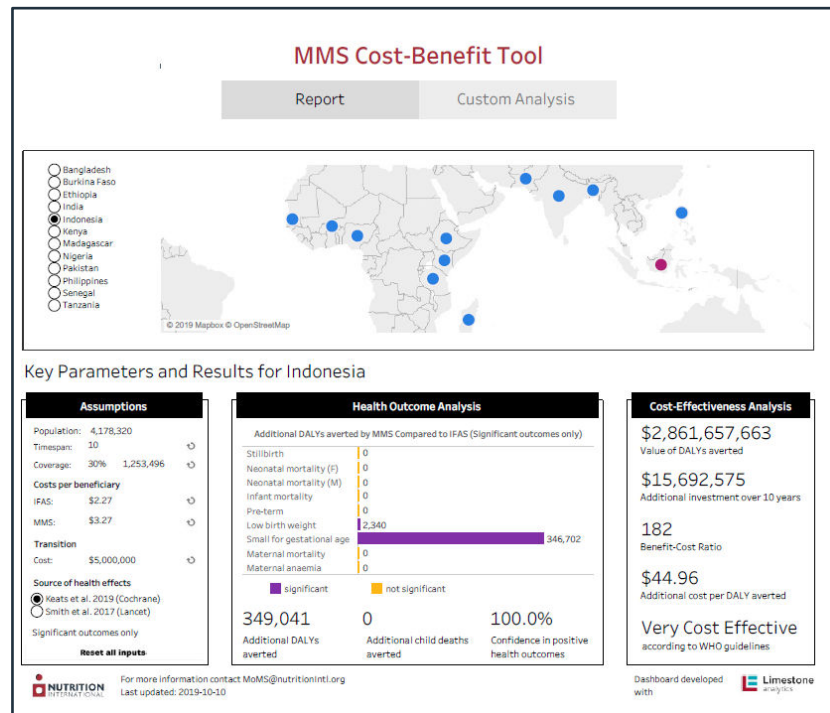 MMS Cost-Benefit Tool
Report
Custom Analysis
Bangladesh
Burkina Faso
Ethiopia
India
Indonesia
Kenya
Madagascar
Nigeria
Pakistan
Philippines
Senegal
Tanzania
© 2019 Mapbox © OpenStreetMap
Key Parameters and Results for Indonesia
Assumptions
Population: 4,178,320
Timespan: 10
Coverage: 30% 1,253,496
Costs per beneficiary
IFAS: $2.27
MMS: $3.27
Transition
Cost: $5,000,000
Source of health effects
Keats et al. 2019 (Cochrane)
Smith et al. 2017 (Lancet)
Significant outcomes only
Reset all inputs
Health Outcome Analysis
Additional DALYs averted by MMS Compared to IFAS (Significant outcomes only)
Stillbirth 0
Neonatal mortality (F) 0
Neonatal mortality (M) 0
Infant mortality 0
Pre-term 0
Low birth weight 2,340
Small for gestational age 346,702
Maternal mortality 0
Maternal anaemia 0
significant
not significant
349,041
Additional DALYs
averted
0
Additional child deaths
averted
100.0%
Confidence in positive
health outcomes
Cost-Effectiveness Analysis
$2,861,657,663
Value of DALYs averted
$15,692,575
Additional investment over 10 years
182
Benefit-Cost Ratio
$44.96
Additional cost per DALY averted
Very Cost Effective
according to WHO guidelines
NUTRITION
INTERNATIONAL
For more information contact MoMS@nutritionintl.org
Last updated: 2019-10-10
Dashboard developed
with
Limestone
analytics